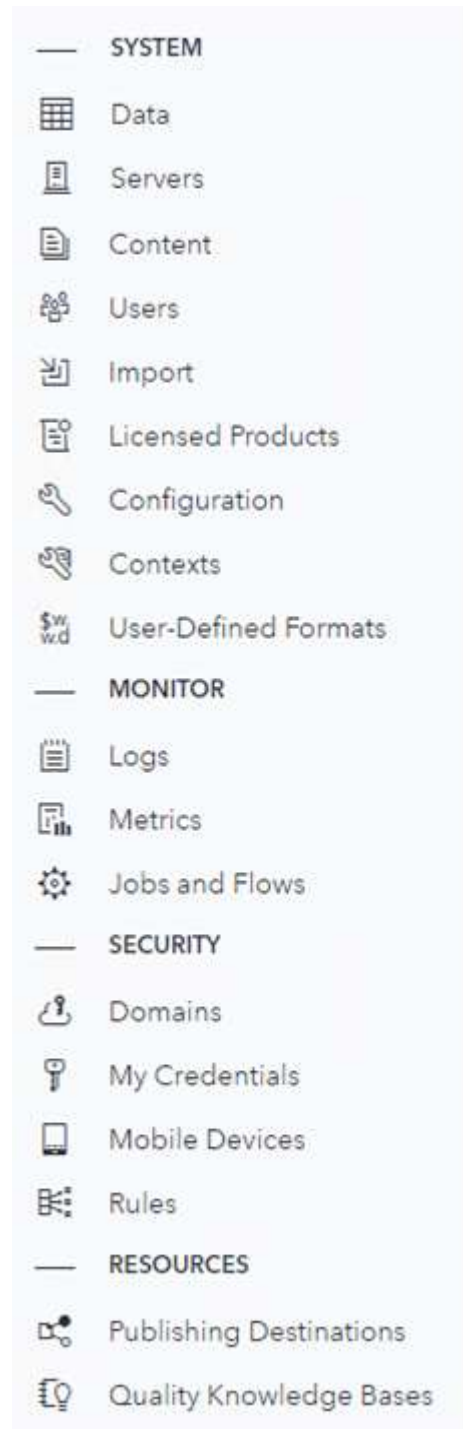 SYSTEM
Data
Servers
Content
Users
Import
Licensed Products
Configuration
Contexts
$w,
w.d
User-Defined Formats
MONITOR
Logs
Metrics
Jobs and Flows
SECURITY
Domains
My Credentials
Mobile Devices
Rules
RESOURCES
Publishing Destinations
Quality Knowledge Bases